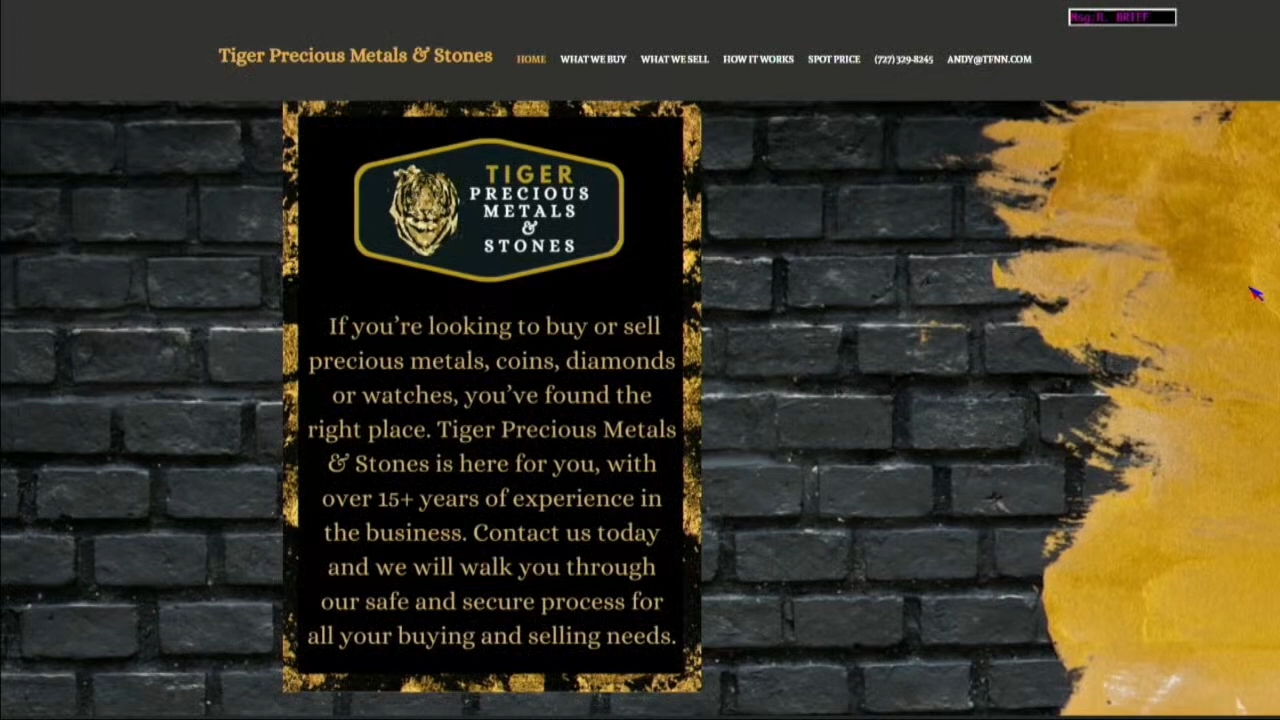 Tiger Precious Metals & Stones
HOME WHAT WE BUY WHAT WE SELL HOW IT WORKS SPOT PRICE (727) 329-8245 ANDY@TFNN.COM
TIGER
PRECIOUS
METALS
&
STONES
If you’re looking to buy or sell
precious metals, coins, diamonds
or watches, you’ve found the
right place. Tiger Precious Metals
& Stones is here for you, with
over 15+ years of experience in
the business. Contact us today
and we will walk you through
our safe and secure process for
all your buying and selling needs.